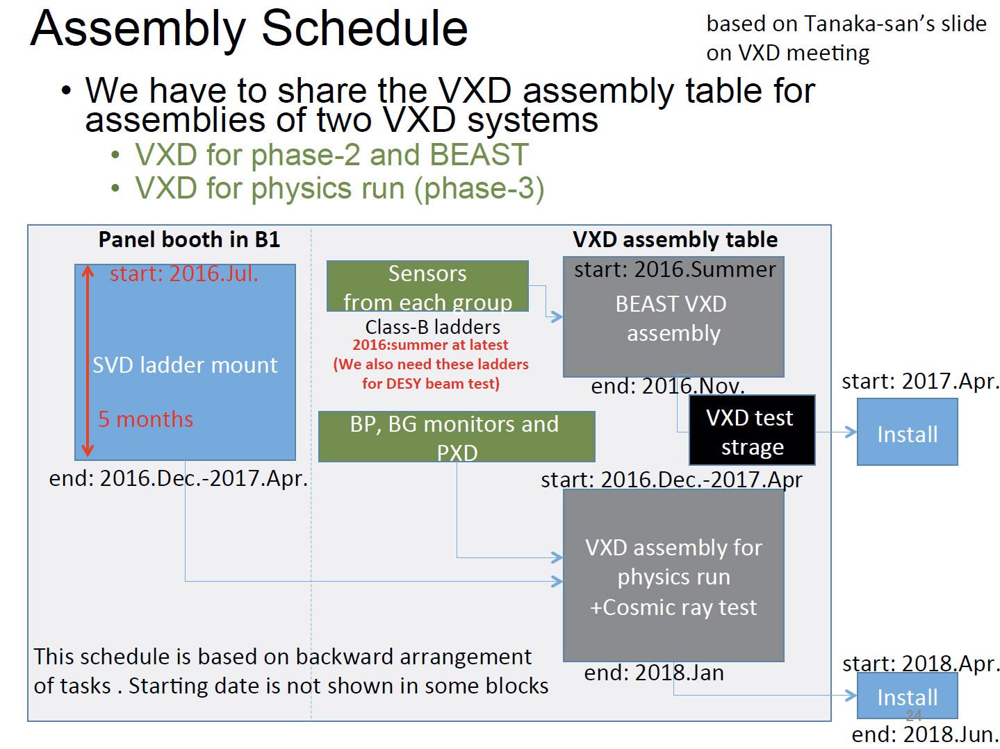 Assembly Schedule
based on Tanaka-san's slide
on VXD meeting
• We have to share the VXD assembly table for
assemblies of two VXD systems
• VXD for phase-2 and BEAST
• VXD for physics run (phase-3)
Panel booth in B1
start: 2016.Jul.
SVD ladder mount
5 months
end: 2016.Dec.-2017.Apr.
Sensors
from each group
Class-B ladders
2016:summer at latest
(We also need these ladders
for DESY beam test)
BP, BG monitors and
PXD
VXD assembly table
start: 2016.Summer
BEAST VXD
assembly
end: 2016.Nov.
VXD test
strage
start: 2017.Apr.
Install
start: 2016.Dec.-2017.Apr
VXD assembly for
physics run
+Cosmic ray test
end: 2018.Jan
This schedule is based on backward arrangement
of tasks . Starting date is not shown in some blocks
start: 2018.Apr.
Install
24
end: 2018.Jun.